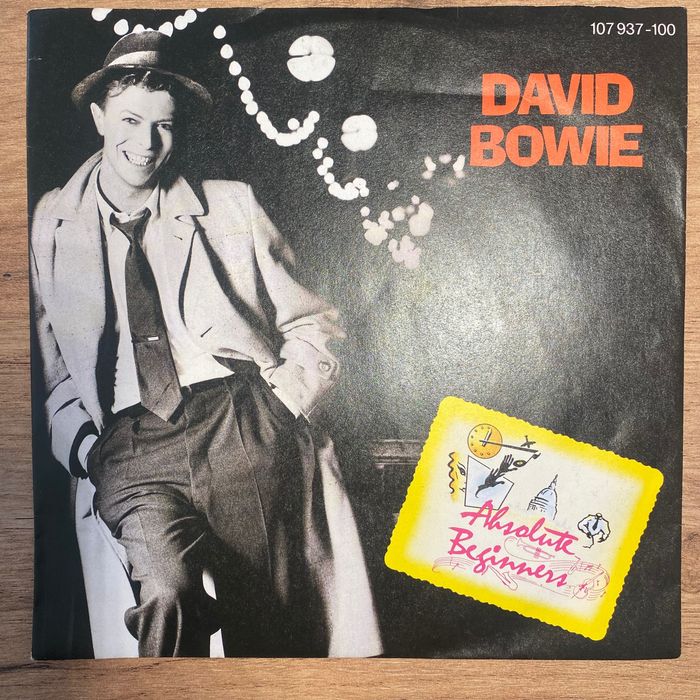 107 937-100
DAVID
BOWIE
Absolute
Beginners